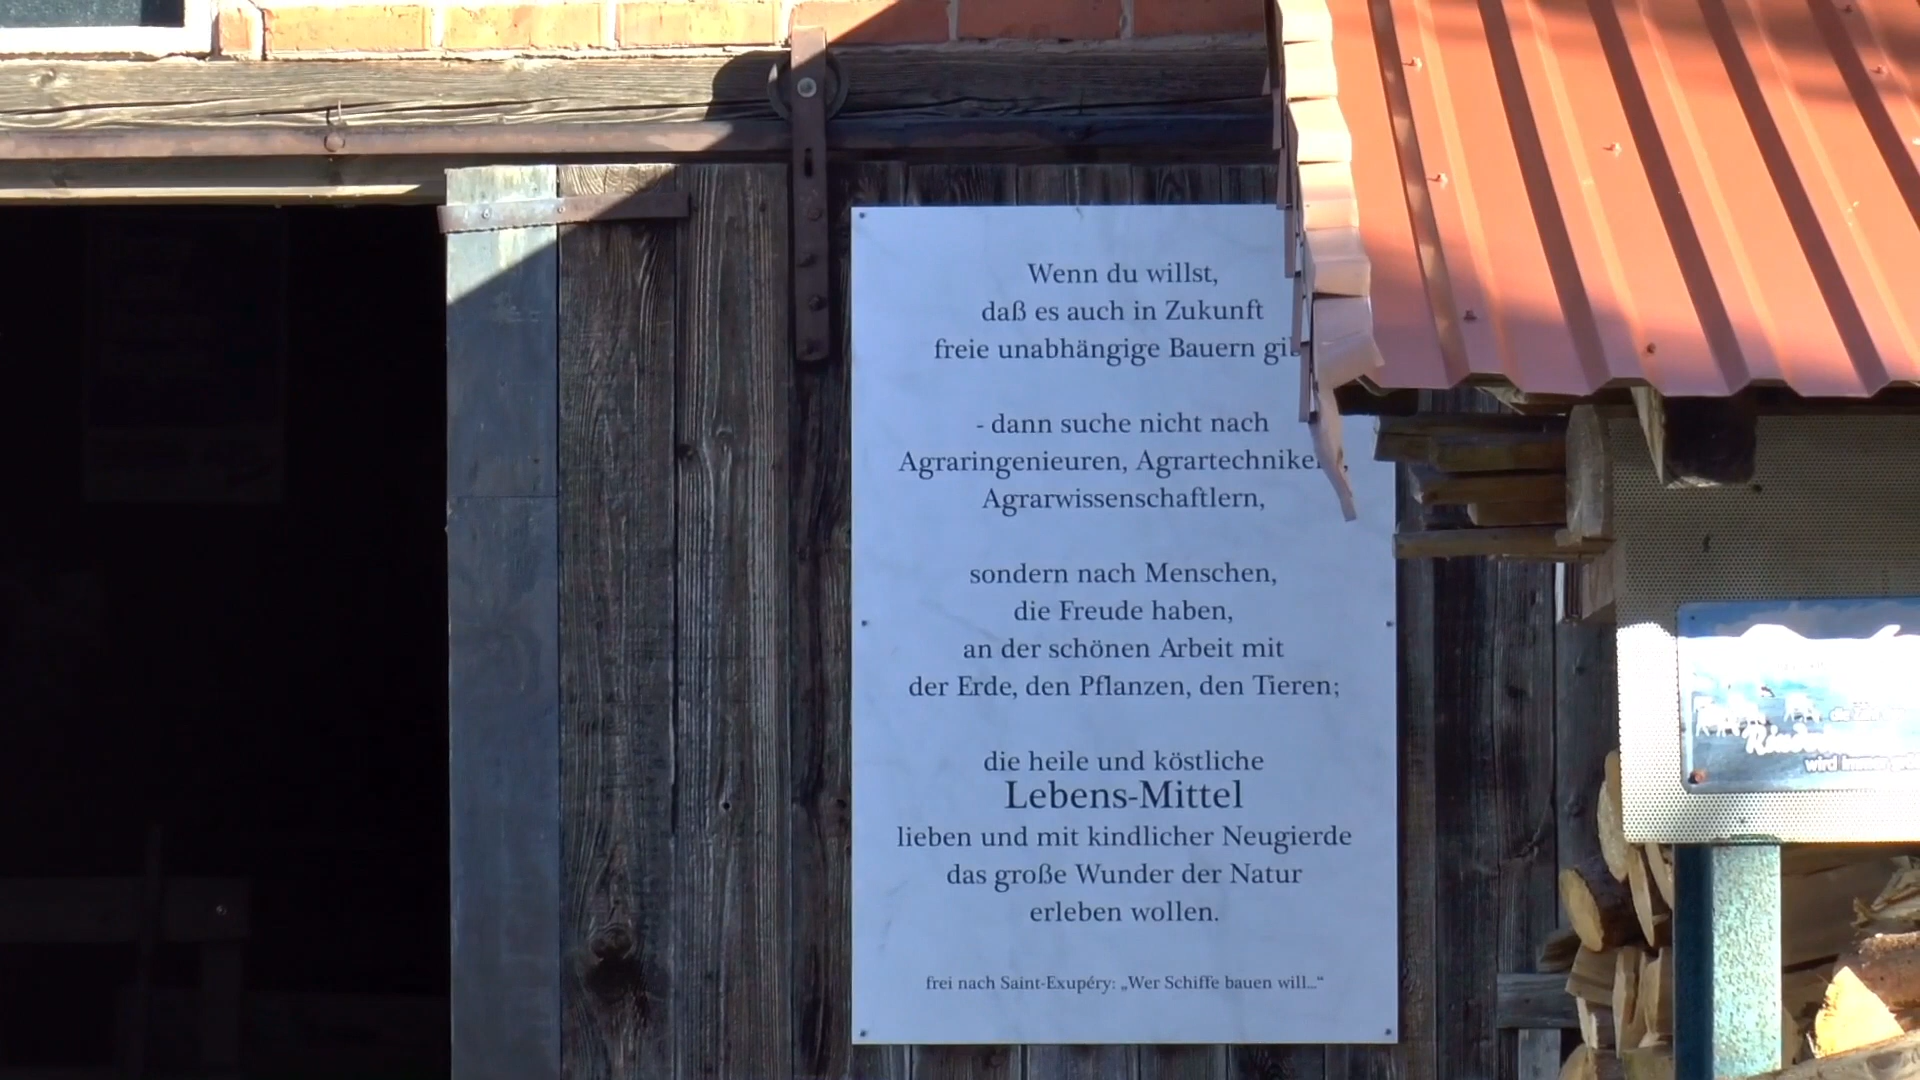 Wenn du willst,
daß es auch in Zukunft
freie unabhängige Bauern gib
- dann suche nicht nach
Agraringenieuren, Agrartechnike
Agrarwissenschaftlern,
sondern nach Menschen,
die Freude haben,
an der schönen Arbeit mit
der Erde, den Pflanzen, den Tieren;
die heile und köstliche
Lebens-Mittel
lieben und mit kindlicher Neugierde
das große Wunder der Natur
erleben wollen.
frei nach Saint-Exupéry: „Wer Schiffe bauen will...“
wird immer